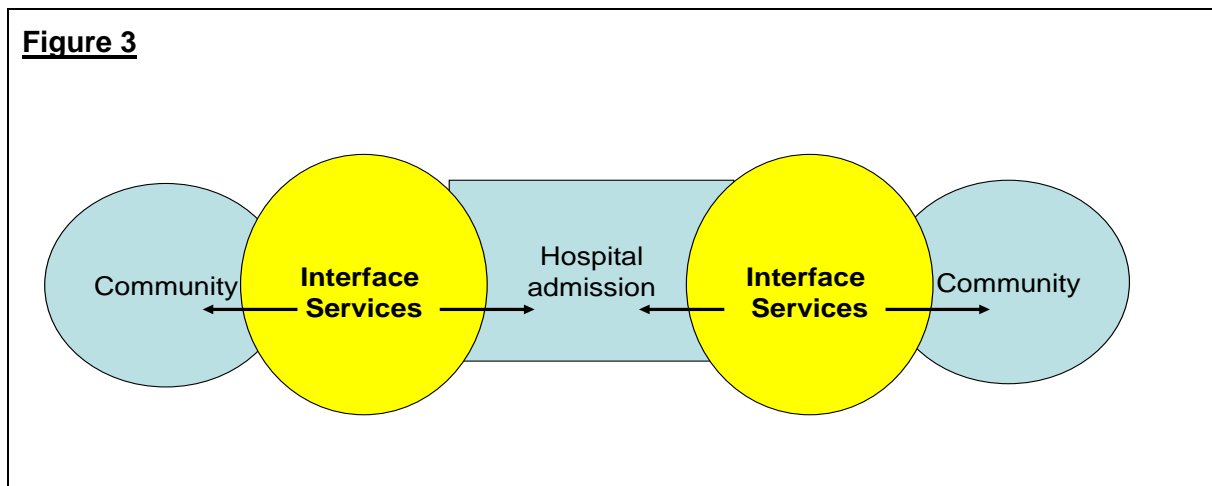 Figure 3
Community
Interface
Services
Hospital
admission
Interface
Services
Community